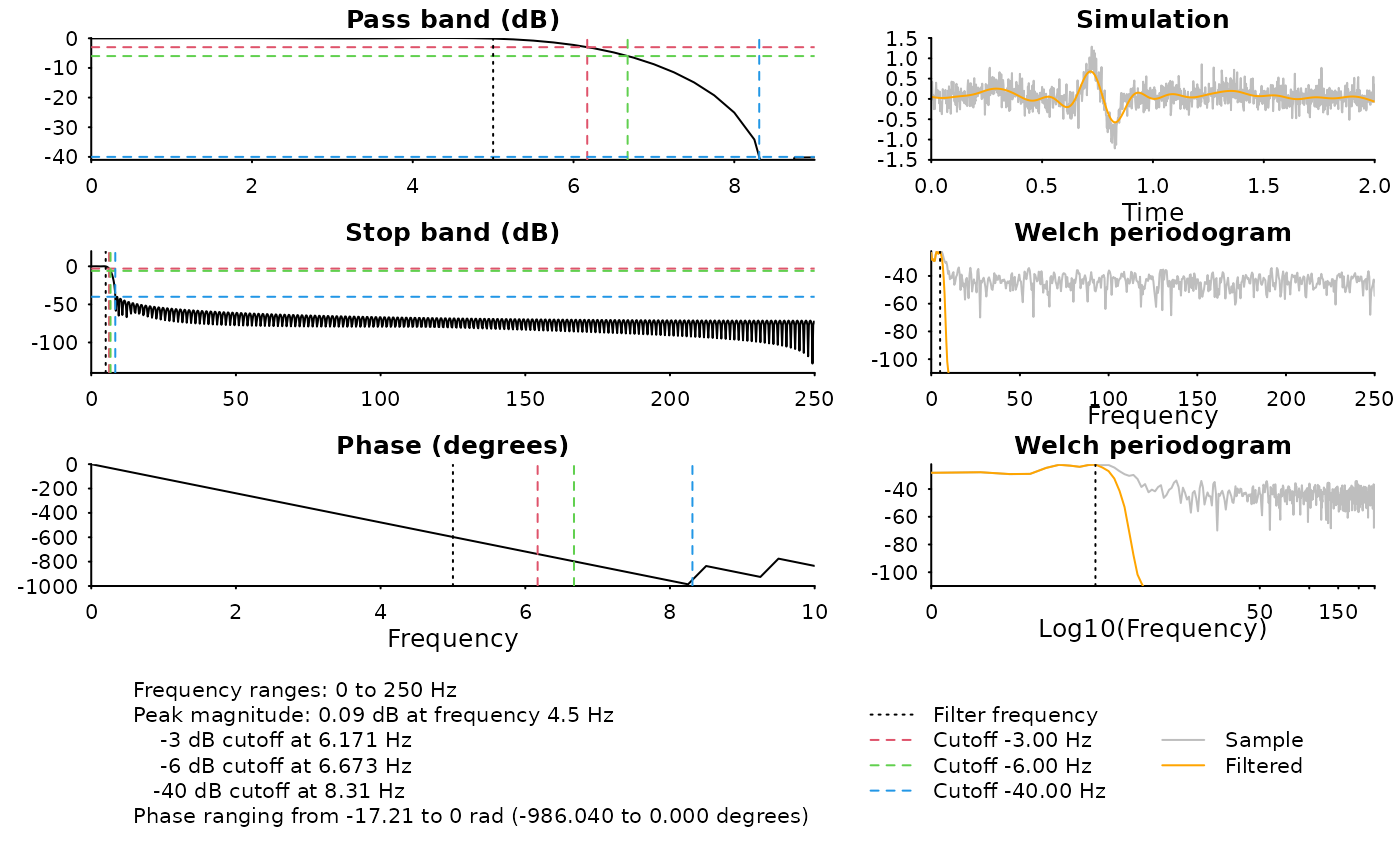 Pass band (dB)
0
-10
-20
-30
-40
0 2 4 6 8
Simulation
1.5
1.0
0.5
0.0
-0.5
-1.0
-1.5
0.0 0.5 1.0 1.5 2.0
Time
Stop band (dB)
0
-50
-100
0 50 100 150 200 250
Welch periodogram
-40
-60
-80
-100
0 50 100 150 200 250
Frequency
Phase (degrees)
0
-200
-400
-600
-800
-1000
0 2 4 6 8 10
Frequency
Welch periodogram
-40
-60
-80
-100
0 50 150
Log10(Frequency)
Frequency ranges: 0 to 250 Hz
Peak magnitude: 0.09 dB at frequency 4.5 Hz
-3 dB cutoff at 6.171 Hz
-6 dB cutoff at 6.673 Hz
-40 dB cutoff at 8.31 Hz
Phase ranging from -17.21 to 0 rad (-986.040 to 0.000 degrees)
Filter frequency
Cutoff -3.00 Hz
Cutoff -6.00 Hz
Cutoff -40.00 Hz
Sample
Filtered